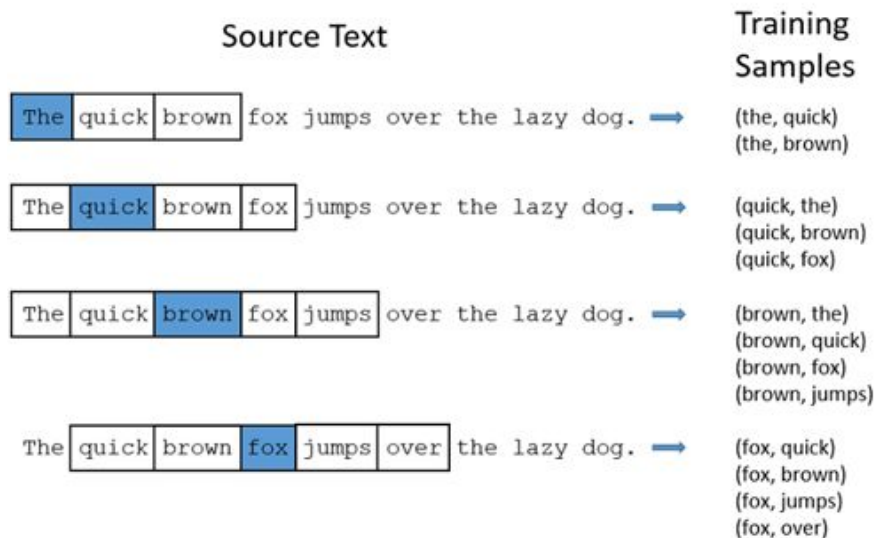 Source Text
Training
Samples
The quick brown fox jumps over the lazy dog.
(the, quick)
(the, brown)
The quick brown fox jumps over the lazy dog.
(quick, the)
(quick, brown)
(quick, fox)
The quick brown fox jumps over the lazy dog.
(brown, the)
(brown, quick)
(brown, fox)
(brown, jumps)
The quick brown fox jumps over the lazy dog.
(fox, quick)
(fox, brown)
(fox, jumps)
(fox, over)